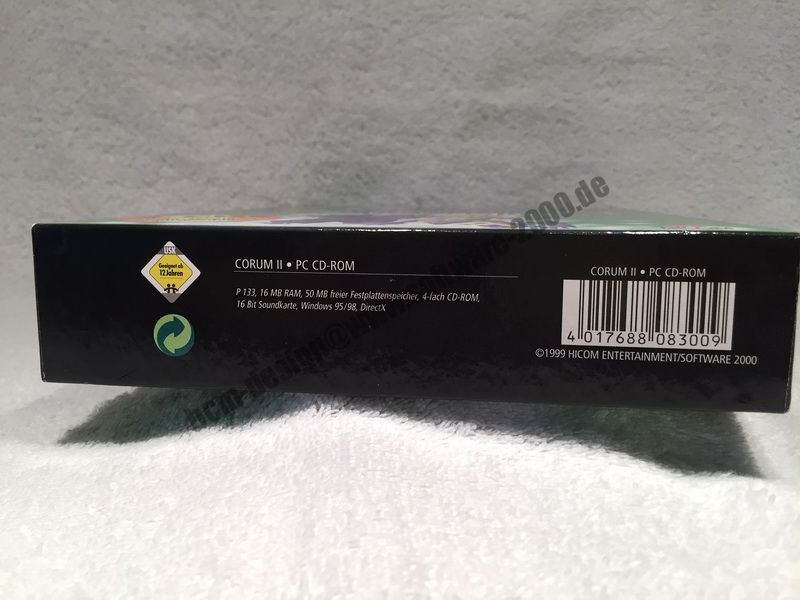 USK
Geeignet ab
12 Jahren
CORUM II • PC CD-ROM
P 133, 16 MB RAM, 50 MB freier Festplattenspeicher, 4-fach CD-ROM,
16 Bit Soundkarte, Windows 95/98, DirectX
CORUM II • PC CD-ROM
4 017688 083009
©1999 HICOM ENTERTAINMENT/SOFTWARE 2000